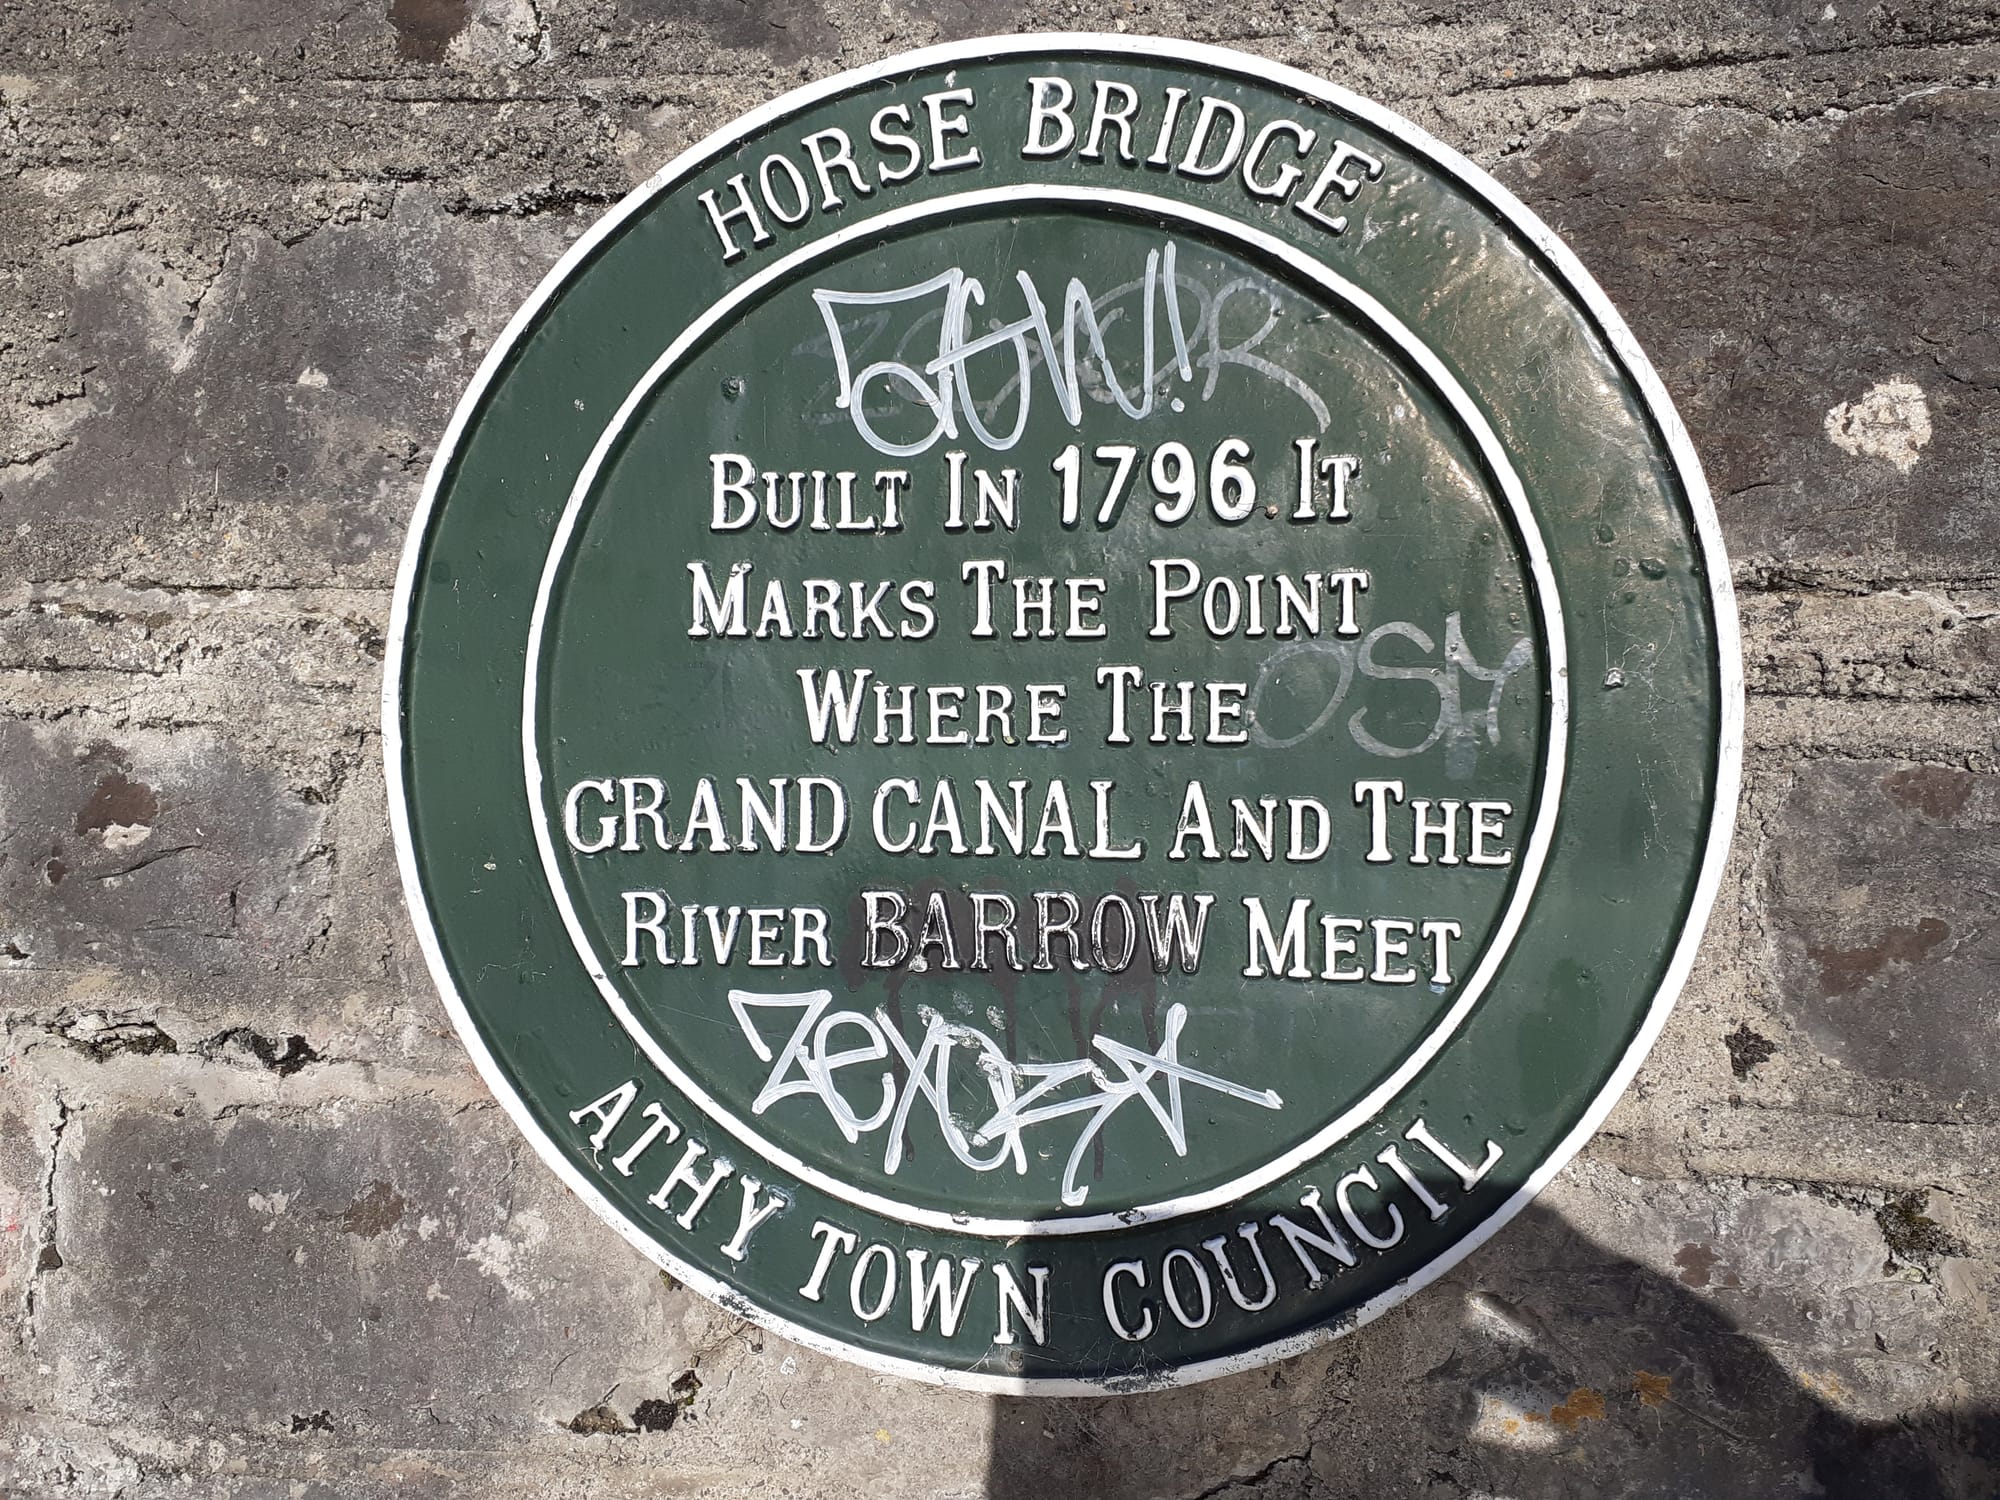 HORSE BRIDGE
BUILT IN 1796 IT
MARKS THE POINT
WHERE THE
GRAND CANAL AND THE
RIVER BARROW MEET
ATHY TOWN COUNCIL